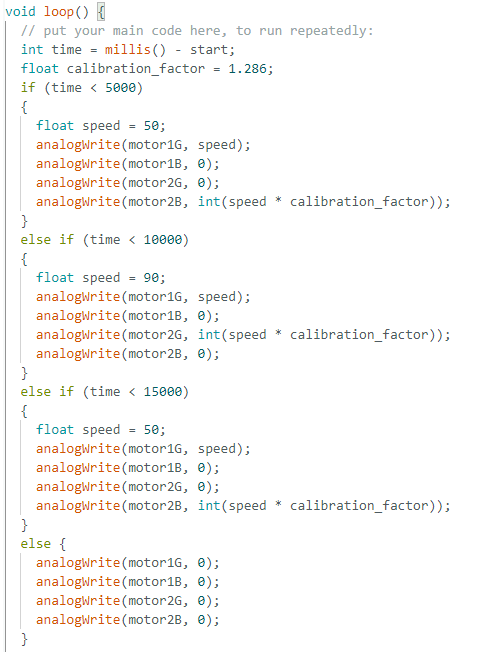 void loop() {
  // put your main code here, to run repeatedly:
  int time = millis() - start;
  float calibration_factor = 1.286;
  if (time < 5000)
  {
    float speed = 50;
    analogWrite(motor1G, speed);
    analogWrite(motor1B, 0);
    analogWrite(motor2G, 0);
    analogWrite(motor2B, int(speed * calibration_factor));
  }
  else if (time < 10000)
  {
    float speed = 90;
    analogWrite(motor1G, speed);
    analogWrite(motor1B, 0);
    analogWrite(motor2G, int(speed * calibration_factor));
    analogWrite(motor2B, 0);
  }
  else if (time < 15000)
  {
    float speed = 50;
    analogWrite(motor1G, speed);
    analogWrite(motor1B, 0);
    analogWrite(motor2G, 0);
    analogWrite(motor2B, int(speed * calibration_factor));
  }
  else {
    analogWrite(motor1G, 0);
    analogWrite(motor1B, 0);
    analogWrite(motor2G, 0);
    analogWrite(motor2B, 0);
  }